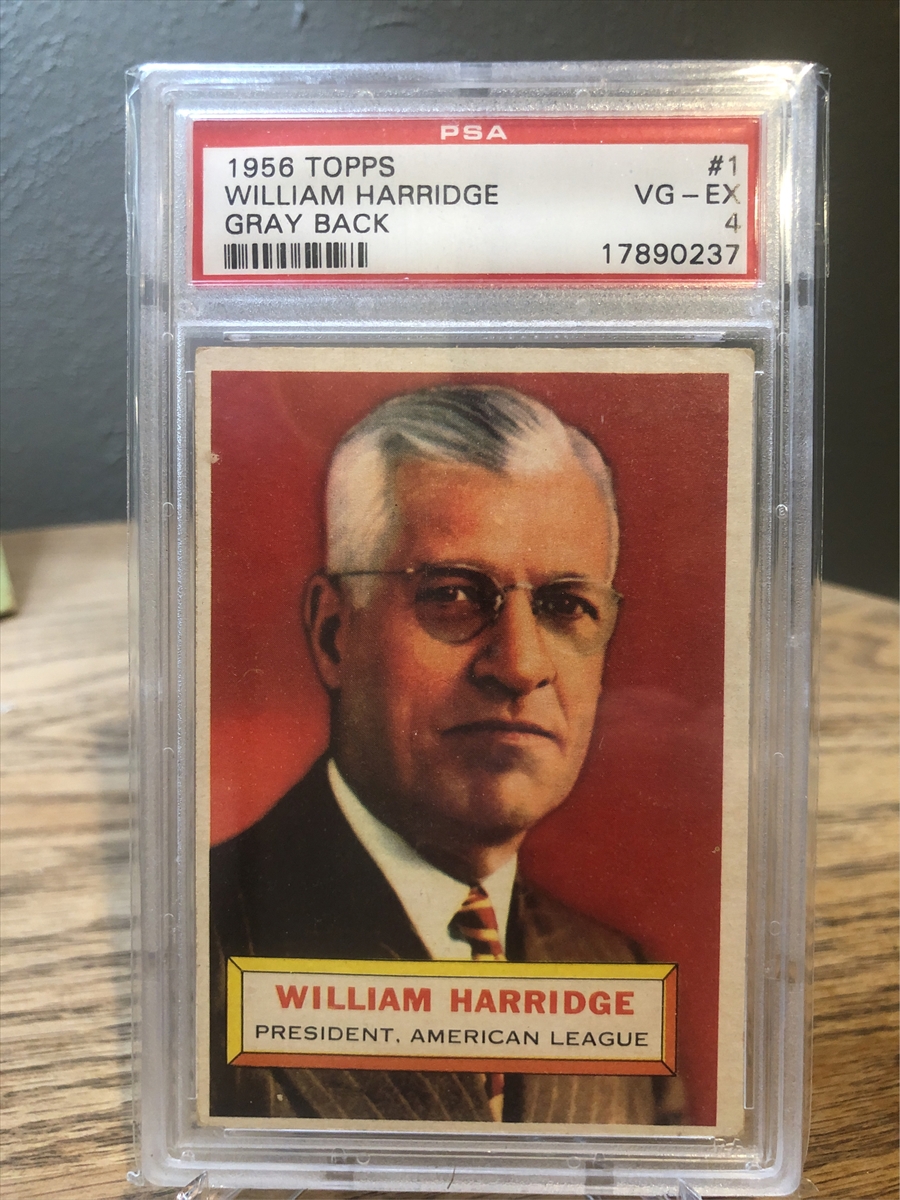 PSA
1956 TOPPS #1
WILLIAM HARRIDGE VG-EX
GRAY BACK 4
17890237
WILLIAM HARRIDGE
PRESIDENT, AMERICAN LEAGUE